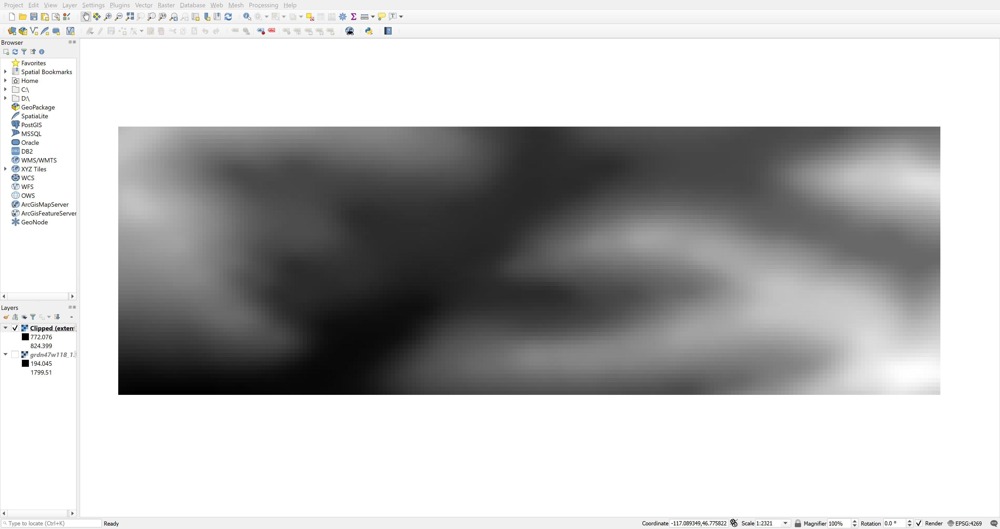 Project Edit View Layer Settings Plugins Vector Raster Database Web Mesh Processing Help
Browser
Favorites
Spatial Bookmarks
Home
C:\
D:\
GeoPackage
SpatiaLite
PostGIS
MSSQL
Oracle
DB2
WMS/WMTS
XYZ Tiles
WCS
WFS
OWS
ArcGisMapServer
ArcGisFeatureServer
GeoNode
Layers
Clipped (extent
772.076
824.399
grdn47w118_1
194.045
1799.51
Type to locate (Ctrl+K) Ready Coordinate -117.089349,46.775822 Scale 1:2321 Magnifier 100% Rotation 0.0 ° Render EPSG:4269